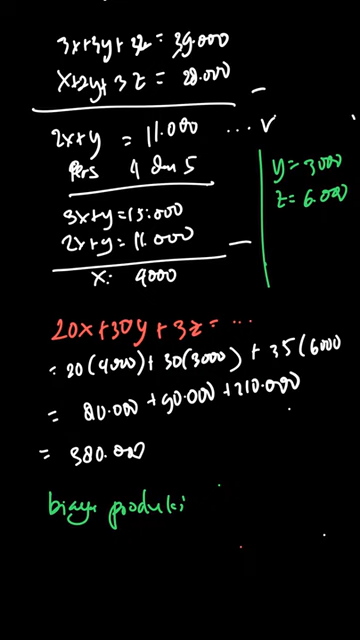 3x+3y+3z = 39.000
x+2y+3z = 28.000
2x+y = 11.000 ... V
Pers 4 dan 5
3x+y = 15.000
2x+y = 11.000
x: 4000
y = 3000
z = 6.000
20x+30y+3z = ...
= 20(4000) + 30(3000) + 35(6000
= 80.000 + 90.000 + 210.000
= 380.000
biaya produksi